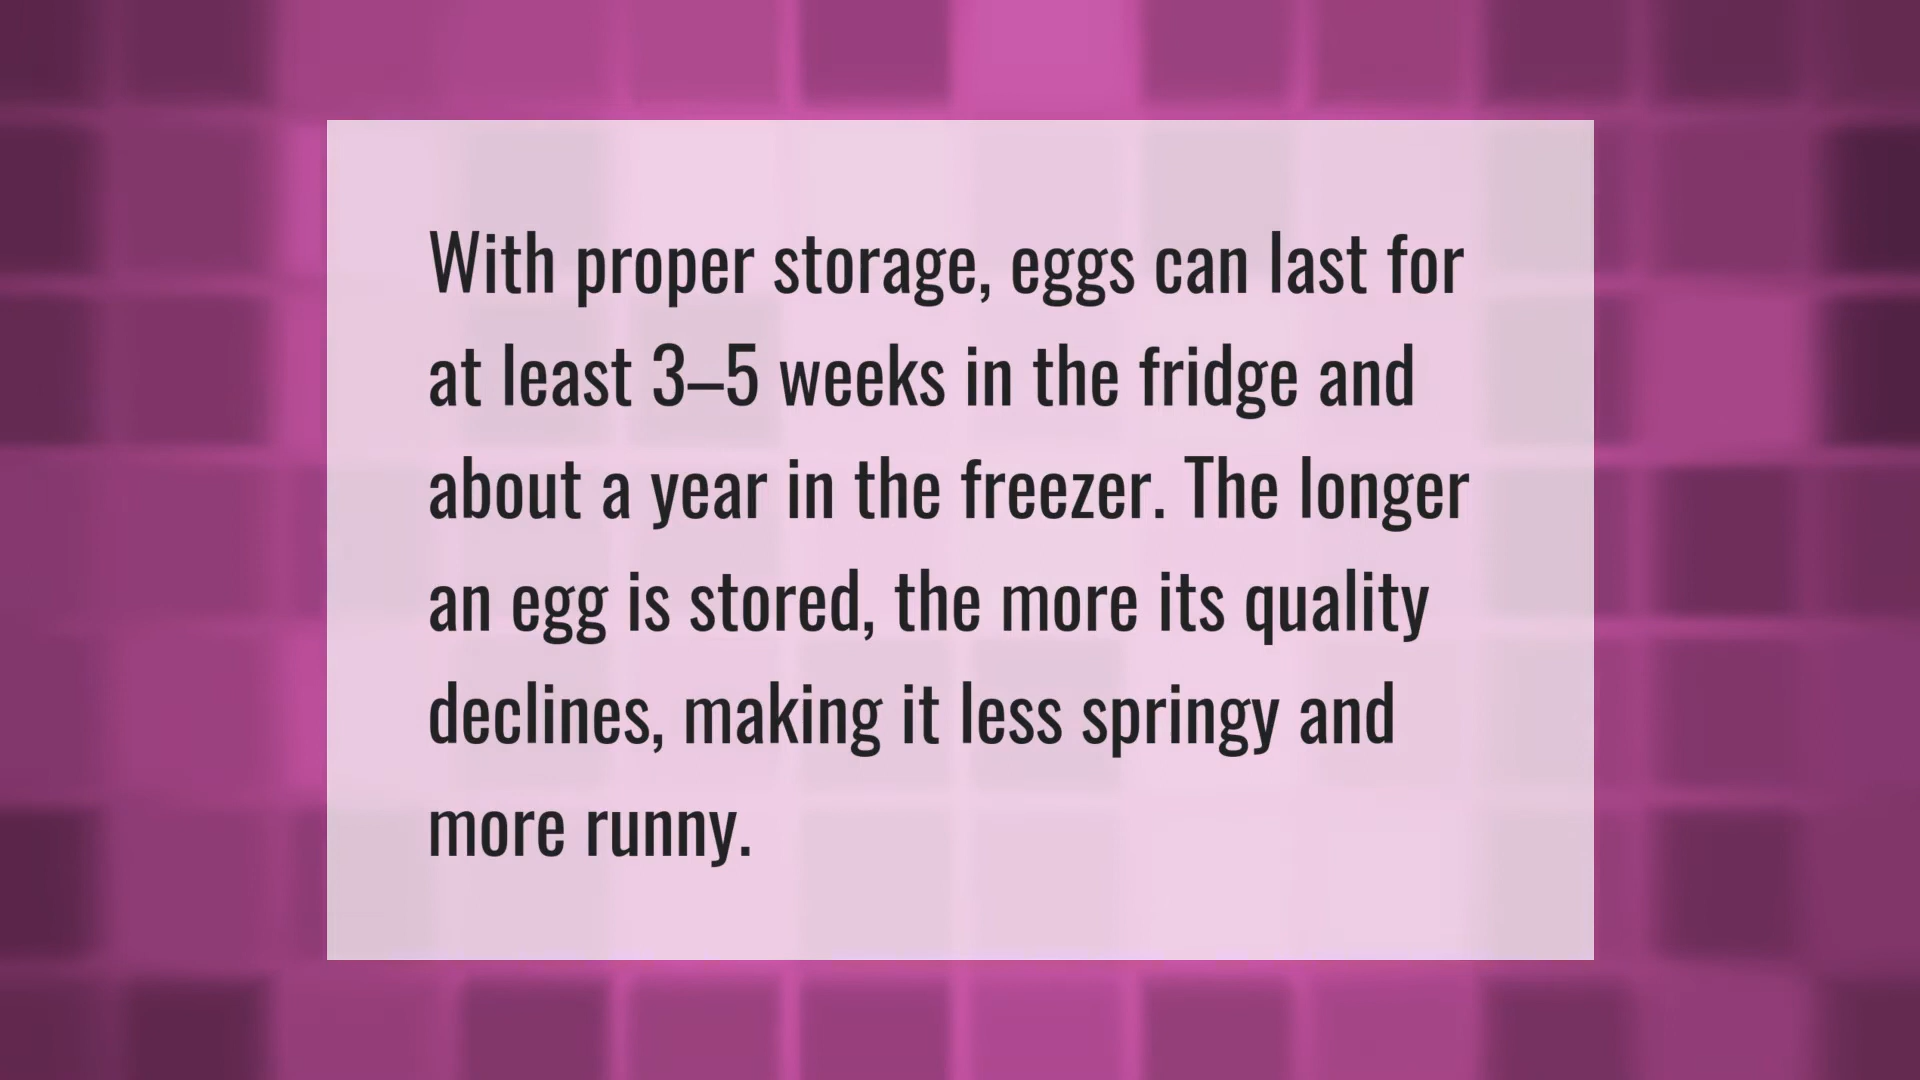 With proper storage, eggs can last for
at least 3–5 weeks in the fridge and
about a year in the freezer. The longer
an egg is stored, the more its quality
declines, making it less springy and
more runny.